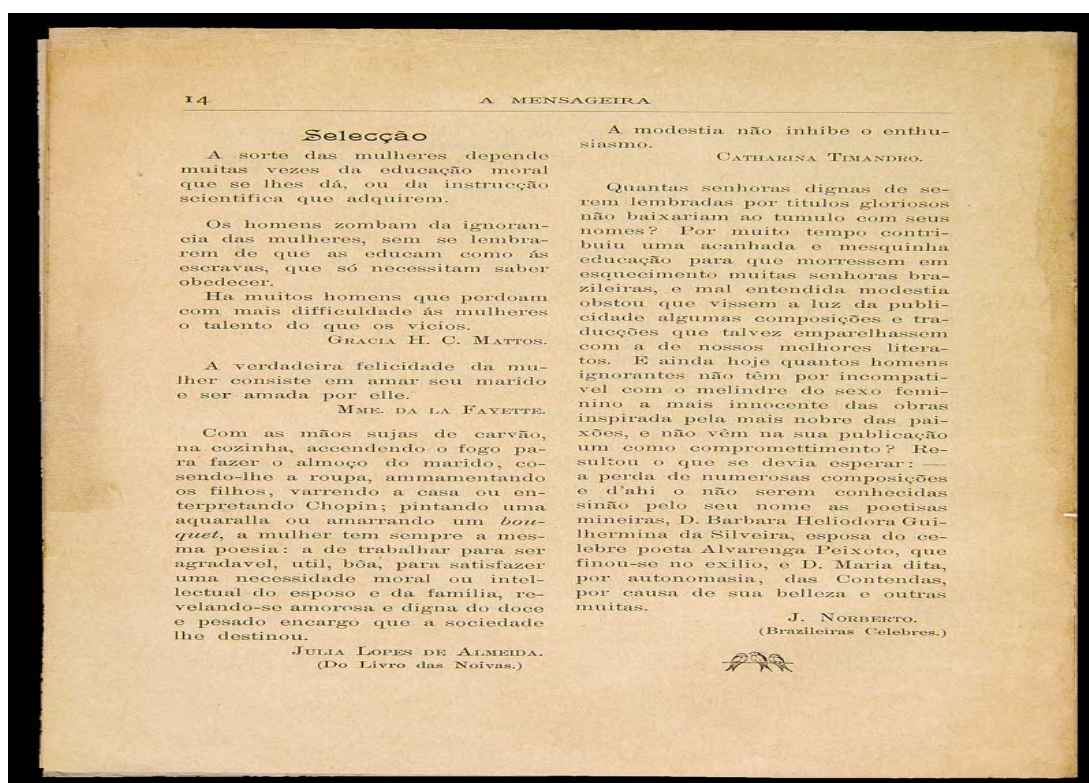 14
A MENSAGEIRA
Selecção
A sorte das mulheres depende
muitas vezes da educação moral
que se lhes dá, ou da instrucção
scientifica que adquirem.
Os homens zombam da ignoran-
cia das mulheres, sem se lembra-
rem de que as educam como ás
escravas, que só necessitam saber
obedecer.
Ha muitos homens que perdoam
com mais difficuldade ás mulheres
o talento do que os vicios.
GRACIA H. C. MATTOS.
A verdadeira felicidade da mu-
lher consiste em amar seu marido
e ser amada por elle.
MME. DA LA FAYETTE.
Com as mãos sujas de carvão,
na cozinha, accendendo o fogo pa-
ra fazer o almoço do marido, co-
sendo-lhe a roupa, ammamentando
os filhos, varrendo a casa ou en-
terpretando Chopin; pintando uma
aquaralla ou amarrando um bou-
quet, a mulher tem sempre a mes-
ma poesia: a de trabalhar para ser
agradavel, util, bôa, para satisfazer
uma necessidade moral ou intel-
lectual do esposo e da familia, re-
velando-se amorosa e digna do doce
e pesado encargo que a sociedade
lhe destinou.
JULIA LOPES DE ALMEIDA.
(Do Livro das Noivas.)
A modestia não inhibe o enthu-
siasmo.
CATHARINA TIMANDRO.
Quantas senhoras dignas de se-
rem lembradas por titulos gloriosos
não baixariam ao tumulo com seus
nomes? Por muito tempo contri-
buiu uma acanhada e mesquinha
educação para que morressem em
esquecimento muitas senhoras bra-
zileiras, e mal entendida modestia
obstou que vissem a luz da publi-
cidade algumas composições e tra-
ducções que talvez emparelhassem
com a de nossos melhores litera-
tos. E ainda hoje quantos homens
ignorantes não têm por incompati-
vel com o melindre do sexo femi-
nino a mais innocente das obras
inspirada pela mais nobre das pai-
xões, e não vêm na sua publicação
um como compromettimento? Re-
sultou o que se devia esperar: —
a perda de numerosas composições
e d'ahi o não serem conhecidas
sinão pelo seu nome as poetisas
mineiras, D. Barbara Heliodora Gui-
lhermina da Silveira, esposa do ce-
lebre poeta Alvarenga Peixoto, que
finou-se no exilio, e D. Maria dita,
por autonomasia, das Contendas,
por causa de sua belleza e outras
muitas.
J. NORBERTO.
(Brazileiras Celebres.)